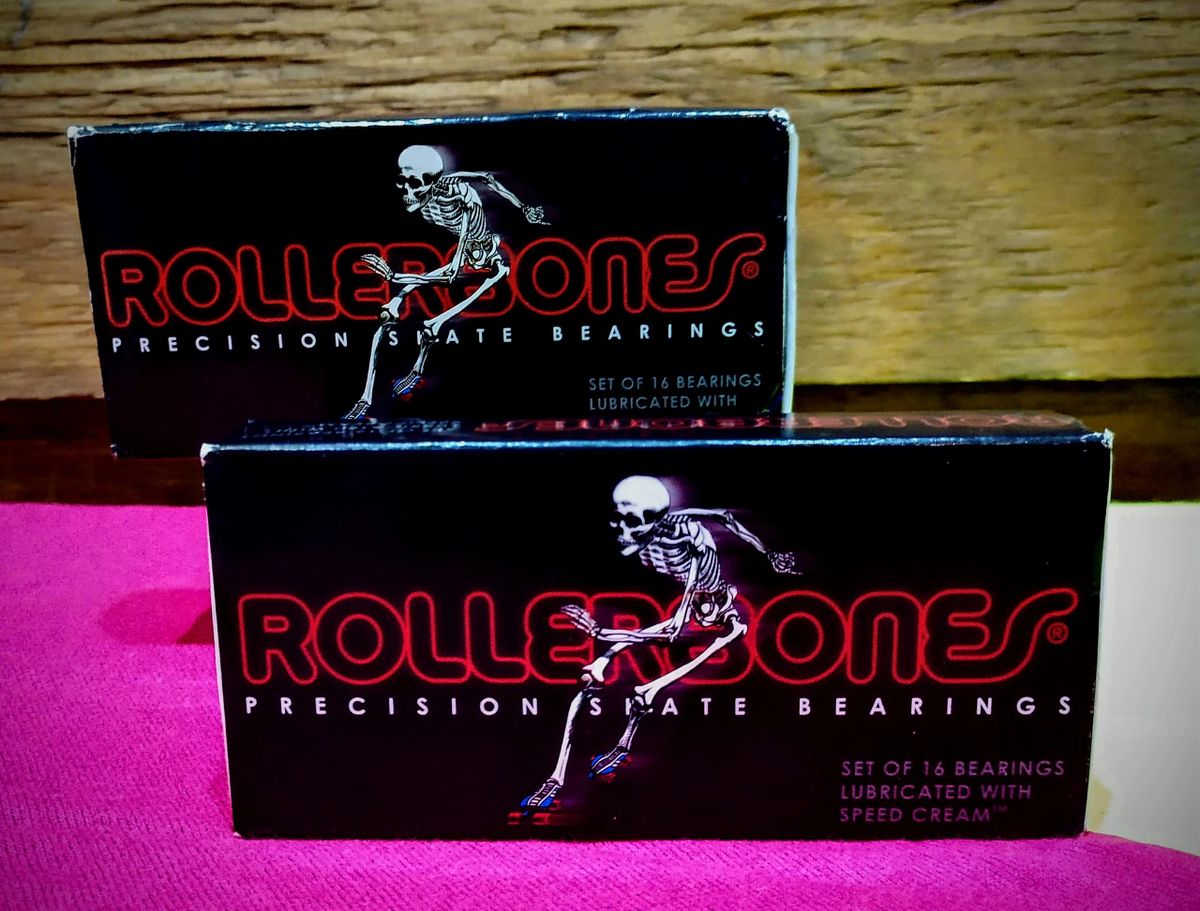 ROLLERBONES®
PRECISION SKATE BEARINGS
SET OF 16 BEARINGS
LUBRICATED WITH
ROLLERBONES
ROLLERBONES®
PRECISION SKATE BEARINGS
SET OF 16 BEARINGS
LUBRICATED WITH
SPEED CREAM™